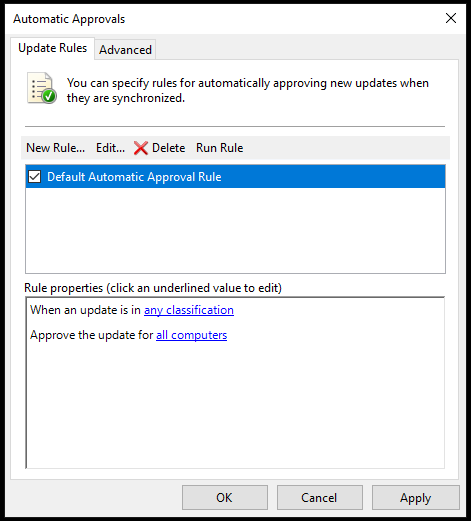 Automatic Approvals
Update Rules Advanced
You can specify rules for automatically approving new updates when
they are synchronized.
New Rule... Edit... Delete Run Rule
Default Automatic Approval Rule
Rule properties (click an underlined value to edit)
When an update is in any classification
Approve the update for all computers
OK Cancel Apply